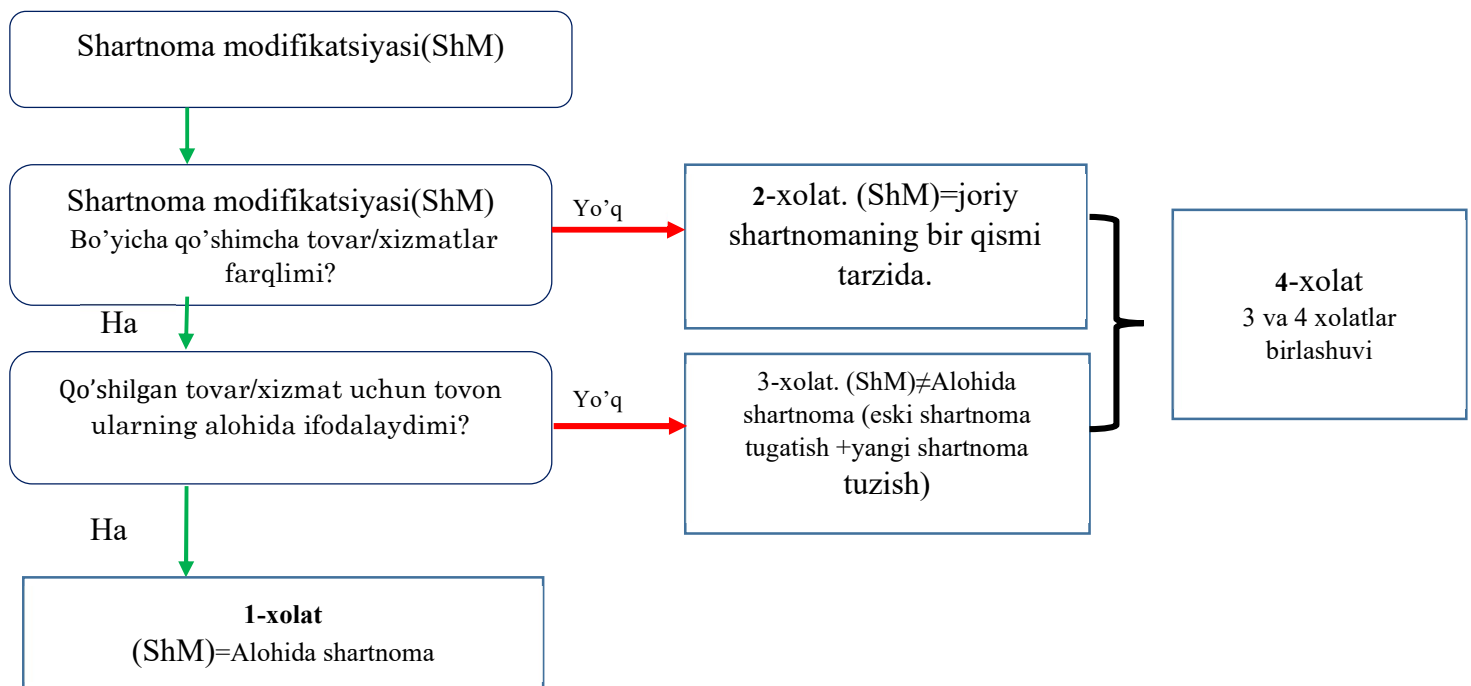 Shartnoma modifikatsiyasi(ShM)
Shartnoma modifikatsiyasi(ShM)
Bo’yicha qo’shimcha tovar/xizmatlar
farqlimi?
Yo’q
2-xolat. (ShM)=joriy
shartnomaning bir qismi
tarzida.
4-xolat
3 va 4 xolatlar
birlashuvi
Ha
Qo’shilgan tovar/xizmat uchun tovon
ularning alohida ifodalaydimi?
Yo’q
3-xolat. (ShM)≠Alohida
shartnoma (eski shartnoma
tugatish +yangi shartnoma
tuzish)
Ha
1-xolat
(ShM)=Alohida shartnoma